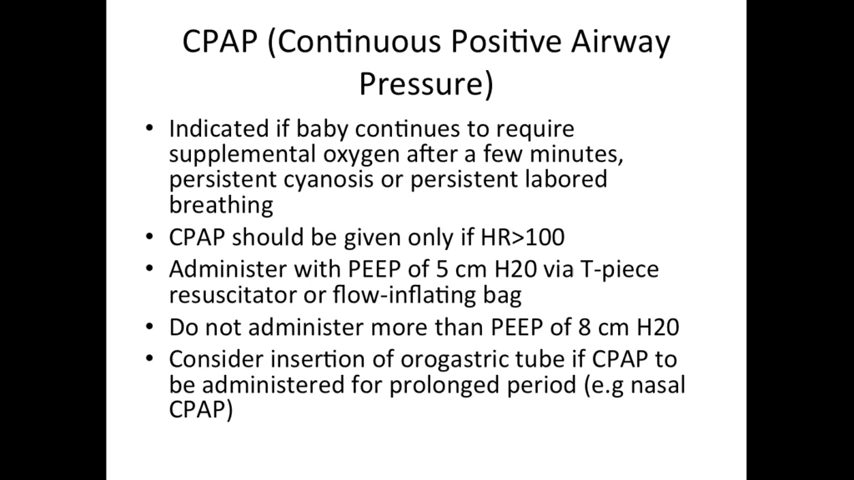 CPAP (Continuous Positive Airway
Pressure)
• Indicated if baby continues to require
supplemental oxygen after a few minutes,
persistent cyanosis or persistent labored
breathing
• CPAP should be given only if HR>100
• Administer with PEEP of 5 cm H20 via T-piece
resuscitator or flow-inflating bag
• Do not administer more than PEEP of 8 cm H20
• Consider insertion of orogastric tube if CPAP to
be administered for prolonged period (e.g nasal
CPAP)